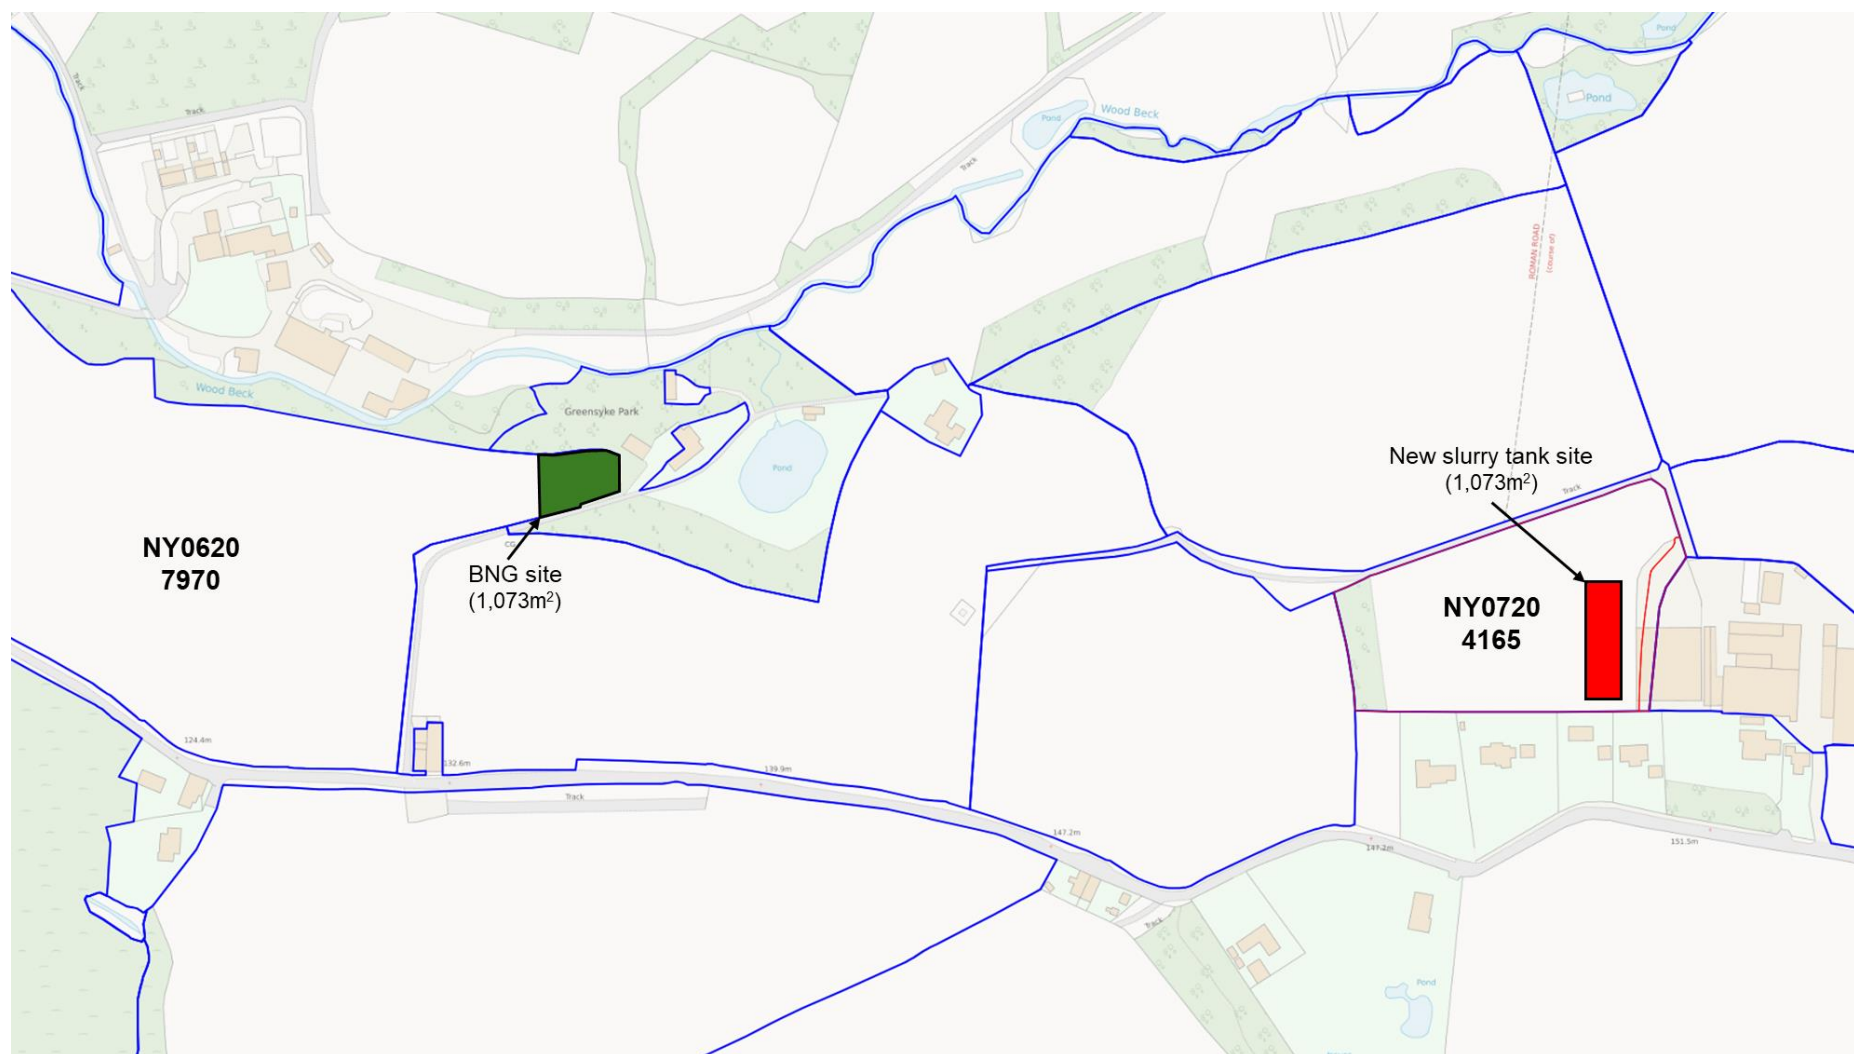 Pond
Track
Pond
Track
Wood Beck
Pond
Track
ROMAN ROAD
(course of)
Wood Beck
Greensyke Park
New slurry tank site
(1,073m²)
Pond
Track
NY0620
7970
CG
BNG site
(1,073m²)
NY0720
4165
124.4m
132.6m
139.9m
Track
147.2m
147.2m
151.5m
Track
Pond